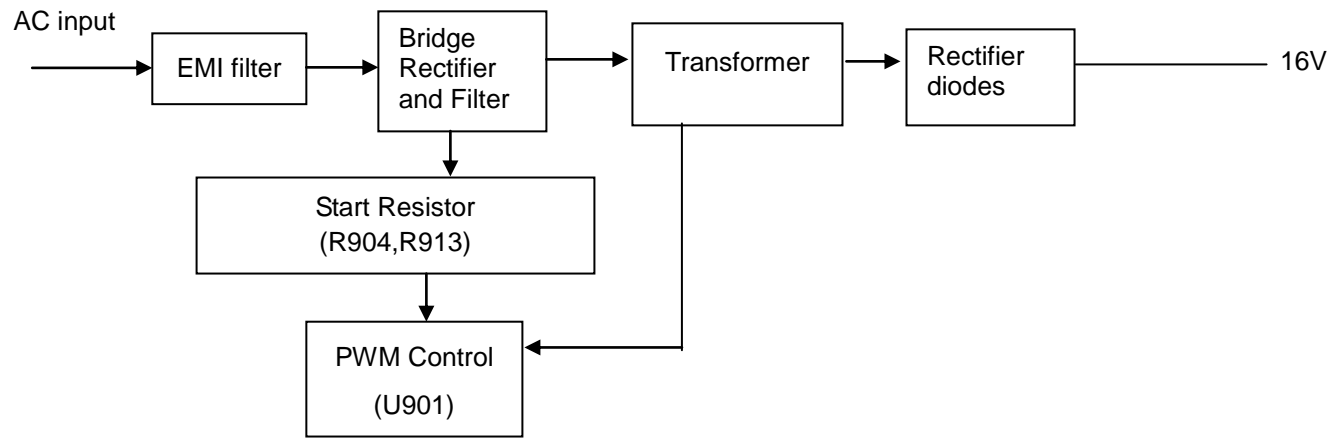 AC input
EMI filter
Bridge
Rectifier
and Filter
Transformer
Rectifier
diodes
16V
Start Resistor
(R904,R913)
PWM Control
(U901)